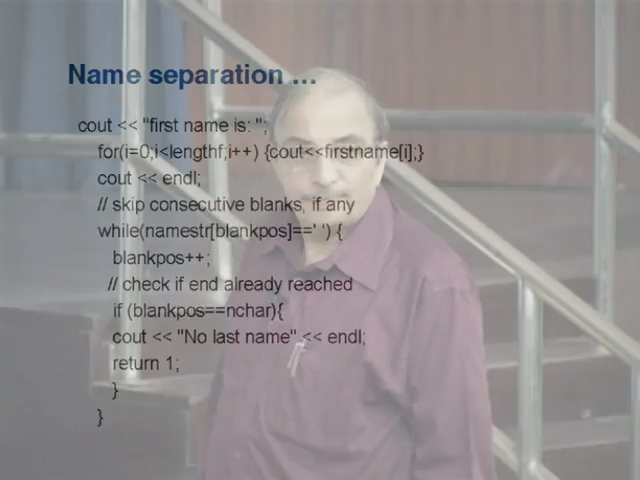 Name separation …
cout << "first name is: ";
for(i=0;i<lengthf;i++) {cout<<firstname[i];}
cout << endl;
// skip consecutive blanks, if any
while(namestr[blankpos]==' ') {
blankpos++;
// check if end already reached
if (blankpos==nchar){
cout << "No last name" << endl;
return 1;
}
}